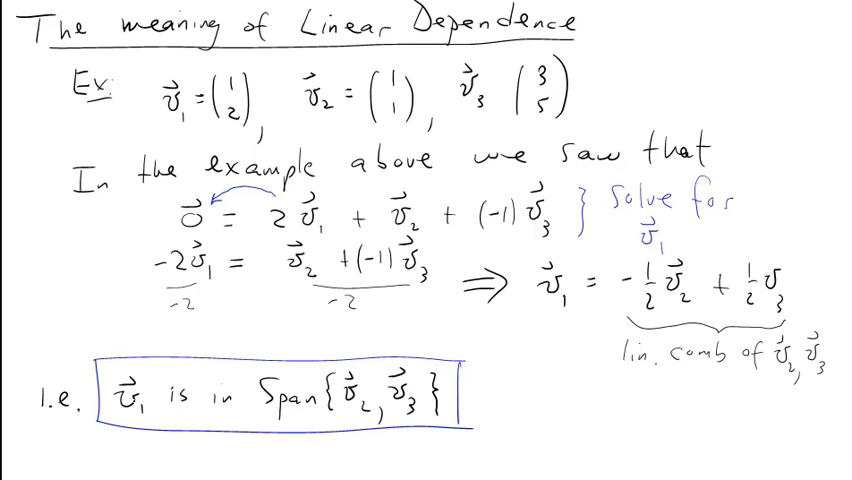 The meaning of Linear Dependence
Ex: v⃗₁ = (1 2), v⃗₂ = (1 1), v⃗₃ (3 5)
In the example above we saw that
0⃗ = 2v⃗₁ + v⃗₂ + (-1)v⃗₃ } solve for v⃗₁
-2v⃗₁ = v⃗₂ + (-1)v⃗₃
-2 -2
⟹ v⃗₁ = -½v⃗₂ + ½v₃
lin. comb of v⃗₂, v⃗₃
i.e. v⃗₁ is in Span{v⃗₂, v⃗₃}